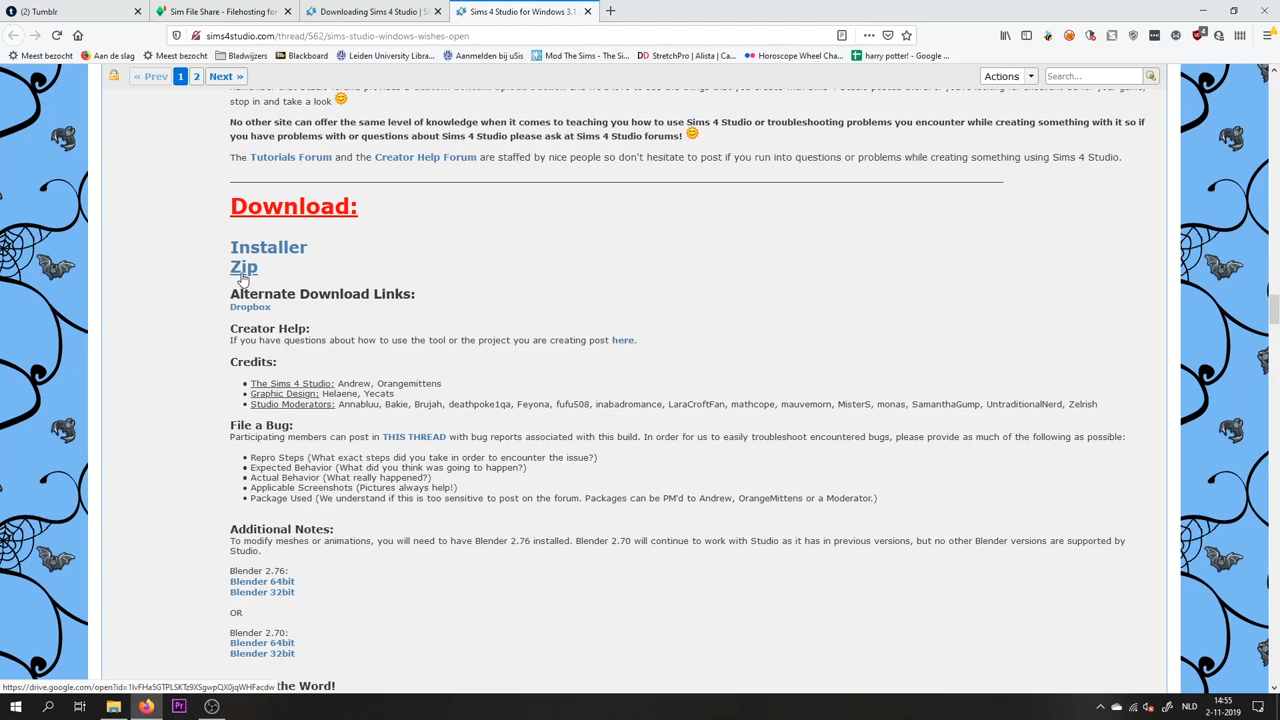 (2) Tumblr
Sim File Share - Filehosting for
Downloading Sims 4 Studio | S
Sims 4 Studio for Windows 3.1.
sims4studio.com/thread/562/sims-studio-windows-wishes-open
Meest bezocht
Aan de slag
Meest bezocht
Bladwijzers
Leiden University Libra...
Aanmelden bij uSis
Mod The Sims - The Si...
StretchPro | Alista | Ca...
Horoscope Wheel Cha...
harry potter! - Google ...
« Prev 1 2 Next »
Actions
Search...
stop in and take a look
No other site can offer the same level of knowledge when it comes to teaching you how to use Sims 4 Studio or troubleshooting problems you encounter while creating something with it so if
you have problems with or questions about Sims 4 Studio please ask at Sims 4 Studio forums!
The Tutorials Forum and the Creator Help Forum are staffed by nice people so don't hesitate to post if you run into questions or problems while creating something using Sims 4 Studio.
Download:
Installer
Zip
Alternate Download Links:
Dropbox
Creator Help:
If you have questions about how to use the tool or the project you are creating post here.
Credits:
• The Sims 4 Studio: Andrew, Orangemittens
• Graphic Design: Helaene, Yecats
• Studio Moderators: Annabluu, Bakie, Brujah, deathpoke1qa, Feyona, fufu508, inabadromance, LaraCroftFan, mathcope, mauvemorn, MisterS, monas, SamanthaGump, UntraditionalNerd, Zelrish
File a Bug:
Participating members can post in THIS THREAD with bug reports associated with this build. In order for us to easily troubleshoot encountered bugs, please provide as much of the following as possible:
• Repro Steps (What exact steps did you take in order to encounter the issue?)
• Expected Behavior (What did you think was going to happen?)
• Actual Behavior (What really happened?)
• Applicable Screenshots (Pictures always help!)
• Package Used (We understand if this is too sensitive to post on the forum. Packages can be PM'd to Andrew, OrangeMittens or a Moderator.)
Additional Notes:
To modify meshes or animations, you will need to have Blender 2.76 installed. Blender 2.70 will continue to work with Studio as it has in previous versions, but no other Blender versions are supported by
Studio.
Blender 2.76:
Blender 64bit
Blender 32bit
OR
Blender 2.70:
Blender 64bit
Blender 32bit
the Word!
NLD
14:55
2-11-2019